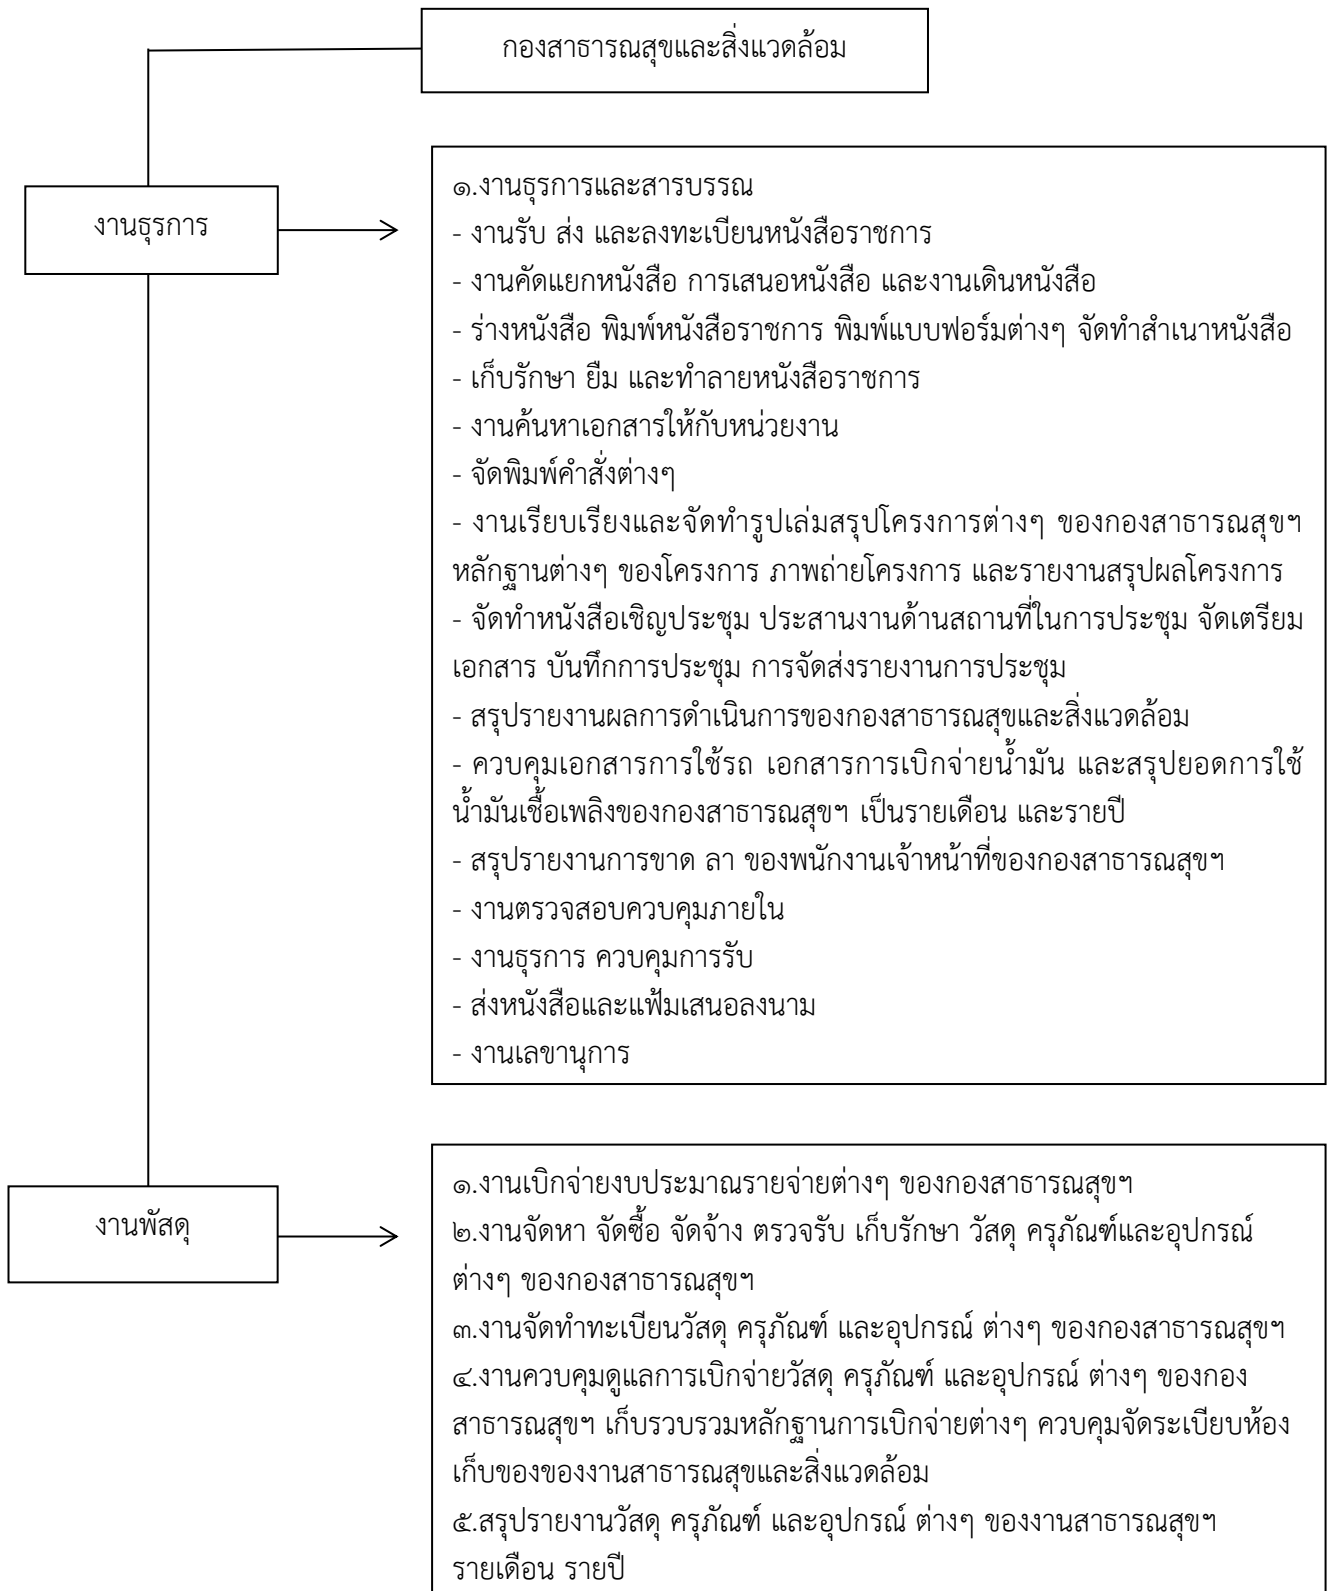 กองสาธารณสุขและสิ่งแวดล้อม
งานธุรการ
๑.งานธุรการและสารบรรณ
- งานรับ ส่ง และลงทะเบียนหนังสือราชการ
- งานคัดแยกหนังสือ การเสนอหนังสือ และงานเดินหนังสือ
- ร่างหนังสือ พิมพ์หนังสือราชการ พิมพ์แบบฟอร์มต่างๆ จัดทำสำเนาหนังสือ
- เก็บรักษา ยืม และทำลายหนังสือราชการ
- งานค้นหาเอกสารให้กับหน่วยงาน
- จัดพิมพ์คำสั่งต่างๆ
- งานเรียบเรียงและจัดทำรูปเล่มสรุปโครงการต่างๆ ของกองสาธารณสุขฯ
หลักฐานต่างๆ ของโครงการ ภาพถ่ายโครงการ และรายงานสรุปผลโครงการ
- จัดทำหนังสือเชิญประชุม ประสานงานด้านสถานที่ในการประชุม จัดเตรียม
เอกสาร บันทึกการประชุม การจัดส่งรายงานการประชุม
- สรุปรายงานผลการดำเนินการของกองสาธารณสุขและสิ่งแวดล้อม
- ควบคุมเอกสารการใช้รถ เอกสารการเบิกจ่ายน้ำมัน และสรุปยอดการใช้
น้ำมันเชื้อเพลิงของกองสาธารณสุขฯ เป็นรายเดือน และรายปี
- สรุปรายงานการขาด ลา ของพนักงานเจ้าหน้าที่ของกองสาธารณสุขฯ
- งานตรวจสอบควบคุมภายใน
- งานธุรการ ควบคุมการรับ
- ส่งหนังสือและแฟ้มเสนอลงนาม
- งานเลขานุการ
งานพัสดุ
๑.งานเบิกจ่ายงบประมาณรายจ่ายต่างๆ ของกองสาธารณสุขฯ
๒.งานจัดหา จัดซื้อ จัดจ้าง ตรวจรับ เก็บรักษา วัสดุ ครุภัณฑ์และอุปกรณ์
ต่างๆ ของกองสาธารณสุขฯ
๓.งานจัดทำทะเบียนวัสดุ ครุภัณฑ์ และอุปกรณ์ ต่างๆ ของกองสาธารณสุขฯ
๔.งานควบคุมดูแลการเบิกจ่ายวัสดุ ครุภัณฑ์ และอุปกรณ์ ต่างๆ ของกอง
สาธารณสุขฯ เก็บรวบรวมหลักฐานการเบิกจ่ายต่างๆ ควบคุมจัดระเบียบห้อง
เก็บของของงานสาธารณสุขและสิ่งแวดล้อม
๕.สรุปรายงานวัสดุ ครุภัณฑ์ และอุปกรณ์ ต่างๆ ของงานสาธารณสุขฯ
รายเดือน รายปี